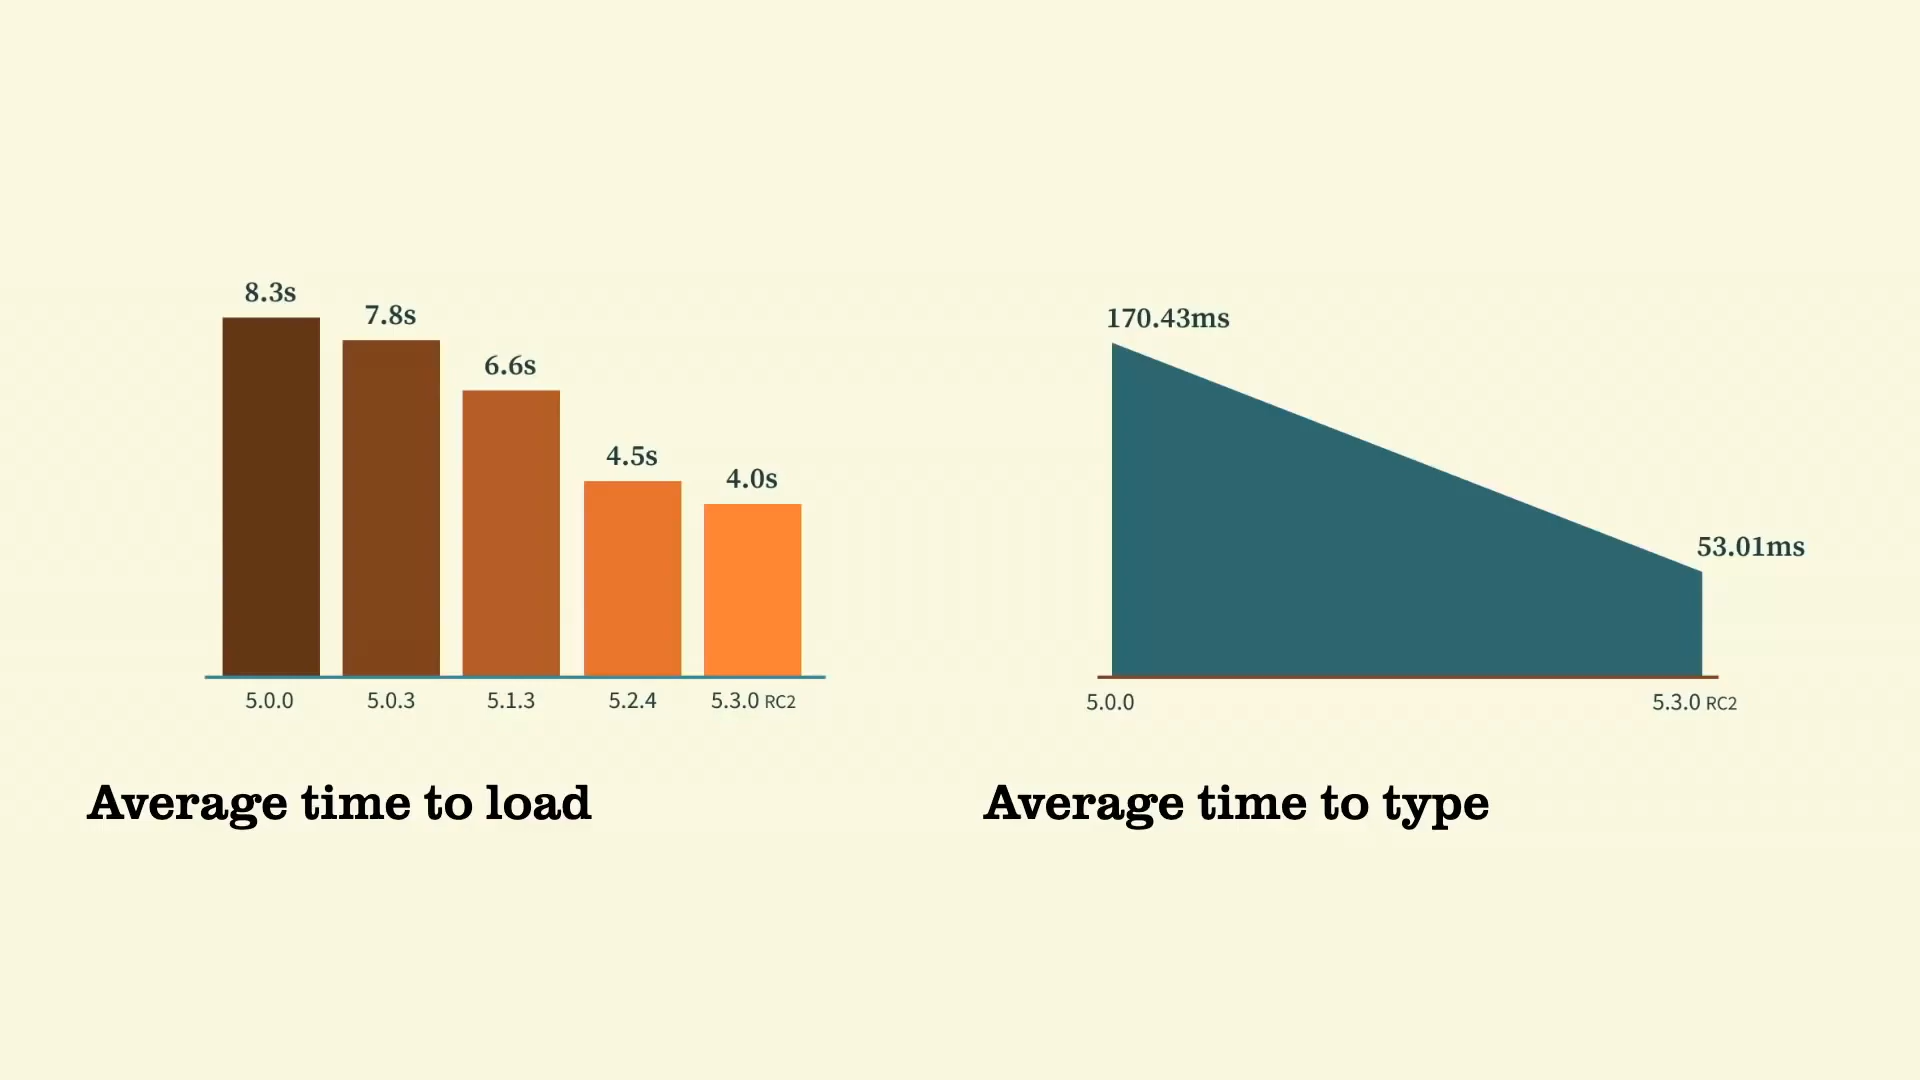 8.3s
7.8s
6.6s
4.5s
4.0s
5.0.0
5.0.3
5.1.3
5.2.4
5.3.0 RC2
Average time to load
170.43ms
53.01ms
5.0.0
5.3.0 RC2
Average time to type